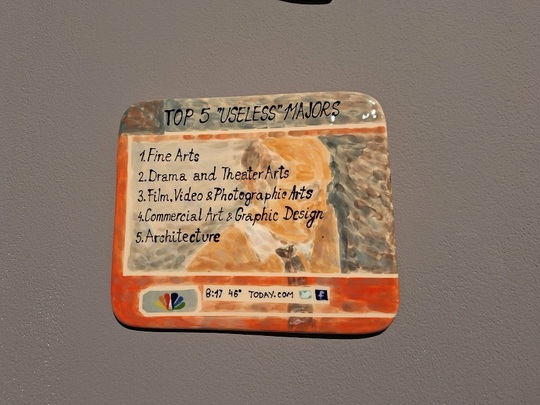 TOP 5 "USELESS" MAJORS
1. Fine Arts
2. Drama and Theater Arts
3. Film, Video & Photographic Arts
4. Commercial Art & Graphic Design
5. Architecture
8:17 46° TODAY.COM f